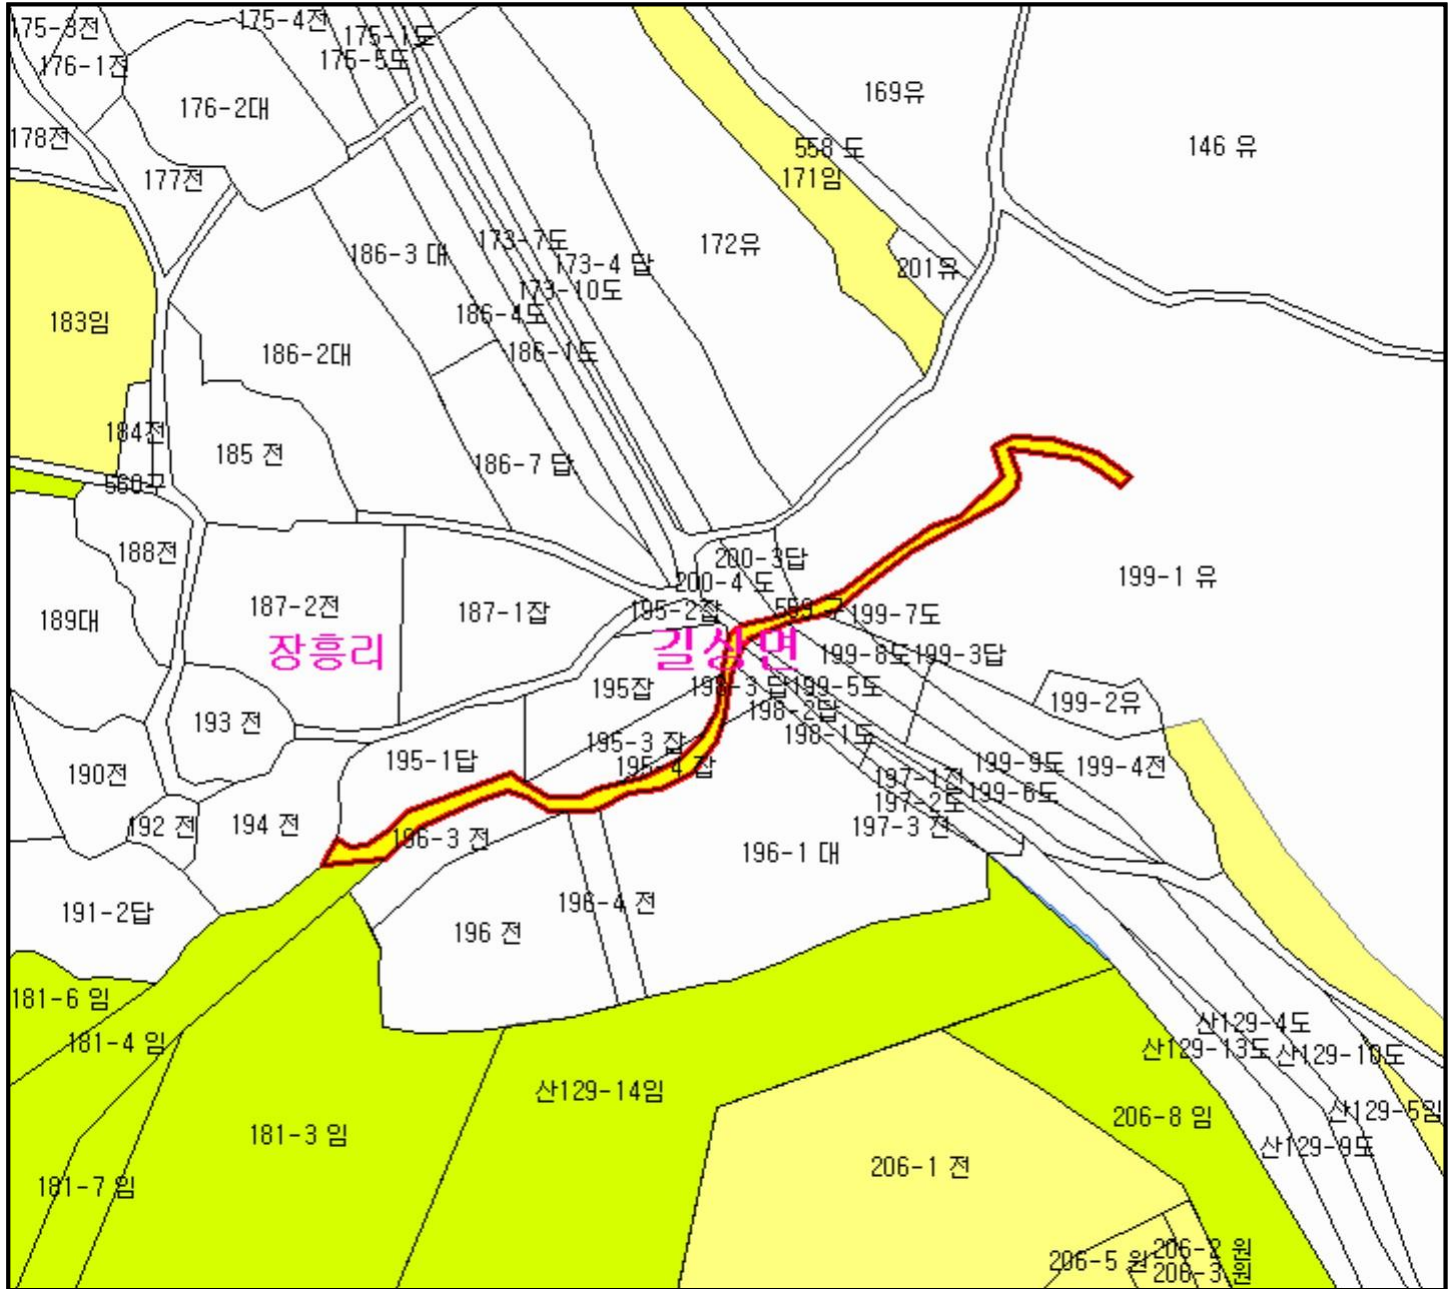 175-3전
175-4전
175-1도
175-5도
176-1전
169유
176-2대
178전
558 도
146 유
171임
177전
173-7도
172유
186-3 대
173-4 답
201유
173-10도
186-4도
183임
186-2대
186-1도
184전
185 전
186-7 답
560구
188전
200-3답
199-1 유
200-4 도
189대
187-2전
187-1잡
195-2잡
559 구
199-7도
장흥리
길상면
199-8도
199-3답
195잡
198-3 답
199-5도
199-2유
193 전
198-2답
198-1도
195-3 잡
195-1답
195-4 잡
199-9도
199-4전
190전
197-1전
199-6도
197-2도
192 전
194 전
197-3 전
196-3 전
196-1 대
191-2답
196-4 전
196 전
181-6 임
산129-4도
181-4 임
산129-13도
산129-10도
산129-14임
산129-5임
206-8 임
181-3 임
산129-9도
206-1 전
181-7 임
206-2 원
206-5 원
206-3 원